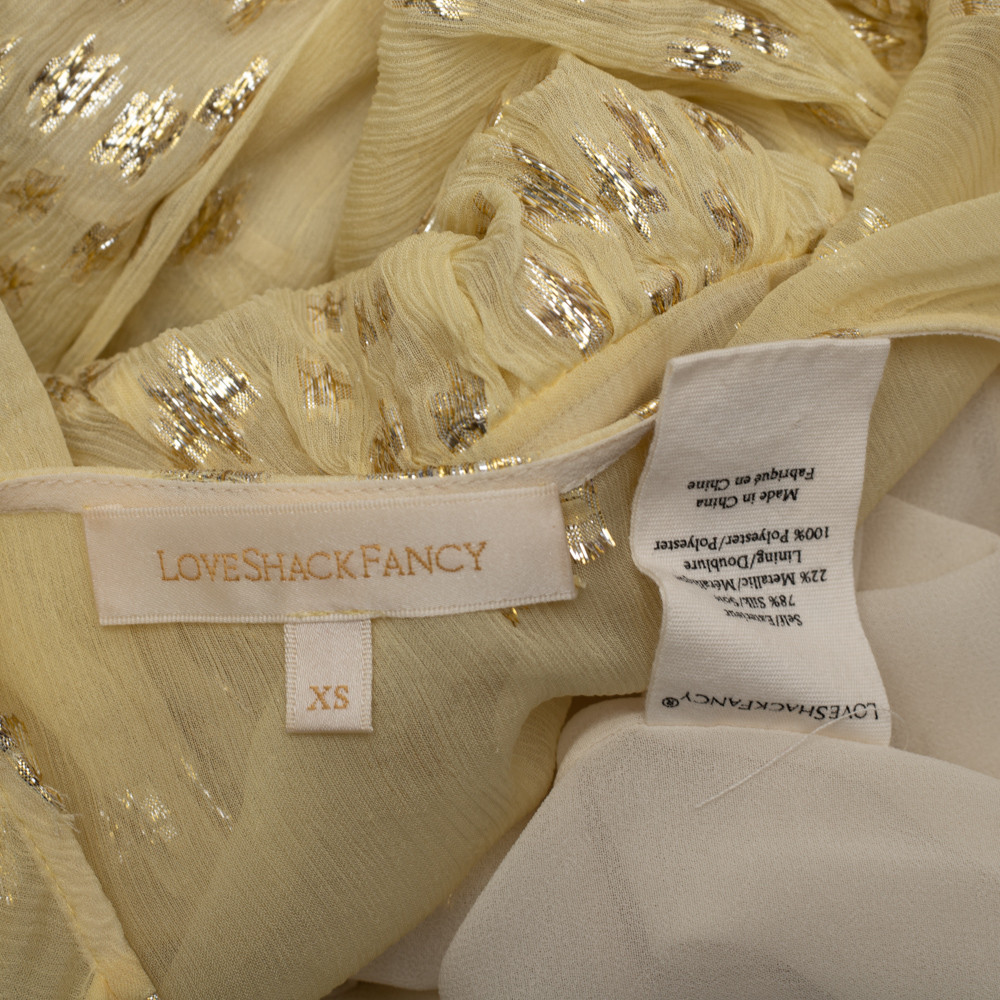 LOVESHACKFANCY
XS
LOVESHACKFANCY®
Self/Exterieur
78% Silk/Soie
22% Metallic/Métallique
Lining/Doublure
100% Polyester/Polyester
Made in China
Fabriqué en Chine